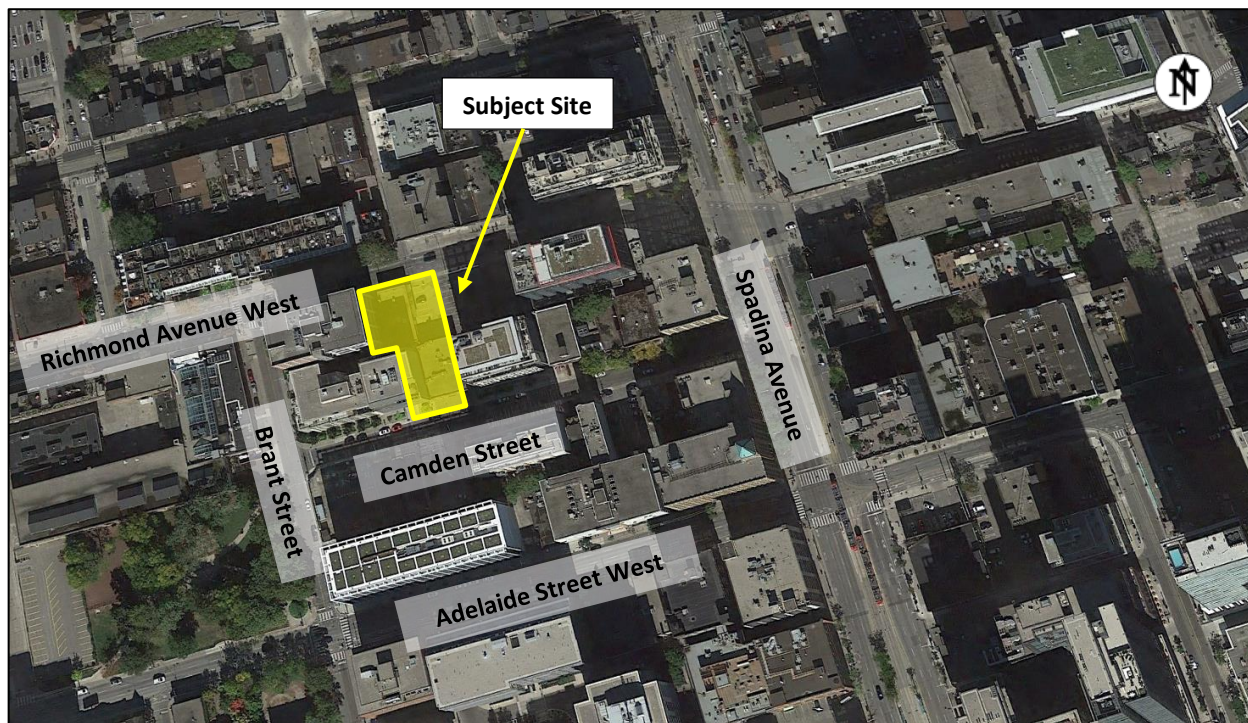 Subject Site
N
Richmond Avenue West
Spadina Avenue
Brant Street
Camden Street
Adelaide Street West